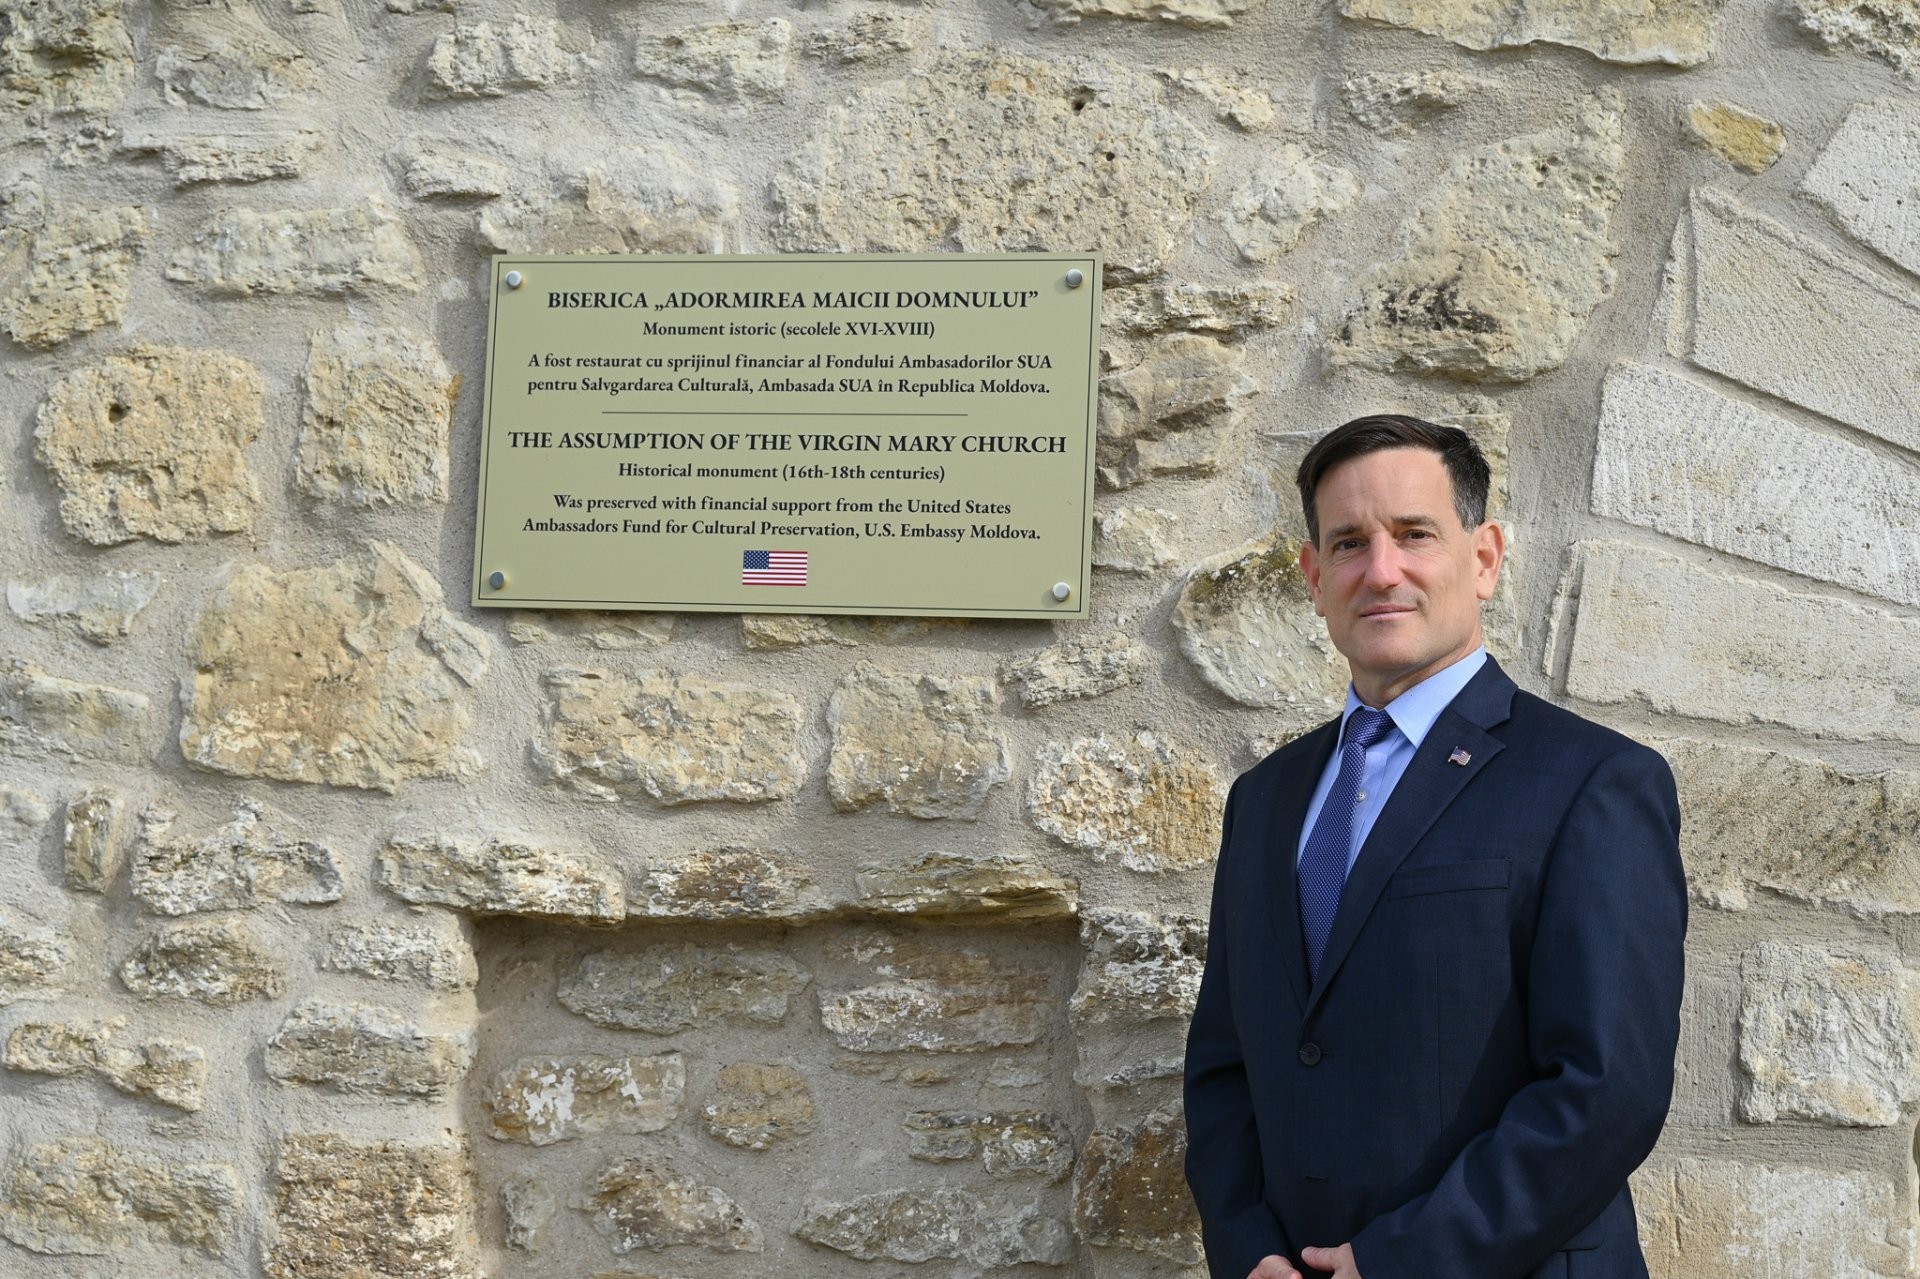 BISERICA „ADORMIREA MAICII DOMNULUI”
Monument istoric (secolele XVI-XVIII)
A fost restaurat cu sprijinul financiar al Fondului Ambasadorilor SUA
pentru Salvgardarea Culturală, Ambasada SUA în Republica Moldova.
THE ASSUMPTION OF THE VIRGIN MARY CHURCH
Historical monument (16th-18th centuries)
Was preserved with financial support from the United States
Ambassadors Fund for Cultural Preservation, U.S. Embassy Moldova.